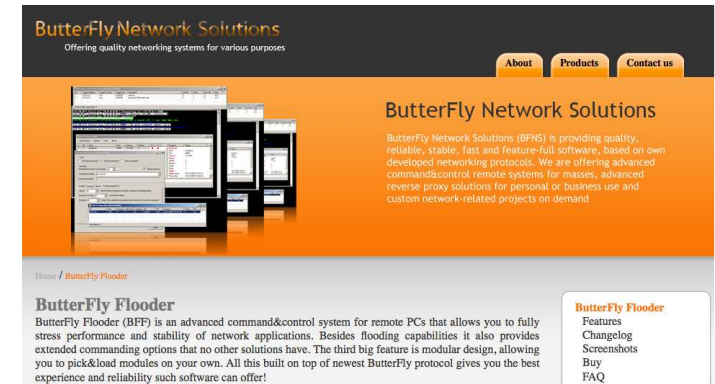 ButterFly Network Solutions
Offering quality networking systems for various purposes
About
Products
Contact us
ButterFly Network Solutions
ButterFly Network Solutions (BFNS) is providing quality,
reliable, stable, fast and feature-full software, based on own
developed networking protocols. We are offering advanced
command&control remote systems for masses, advanced
reverse proxy solutions for personal or business use and
custom network-related projects on demand
Home / ButterFly Flooder
ButterFly Flooder
ButterFly Flooder (BFF) is an advanced command&control system for remote PCs that allows you to fully
stress performance and stability of network applications. Besides flooding capabilities it also provides
extended commanding options that no other solutions have. The third big feature is modular design, allowing
you to pick&load modules on your own. All this built on top of newest ButterFly protocol gives you the best
experience and reliability such software can offer!
ButterFly Flooder
Features
Changelog
Screenshots
Buy
FAQ